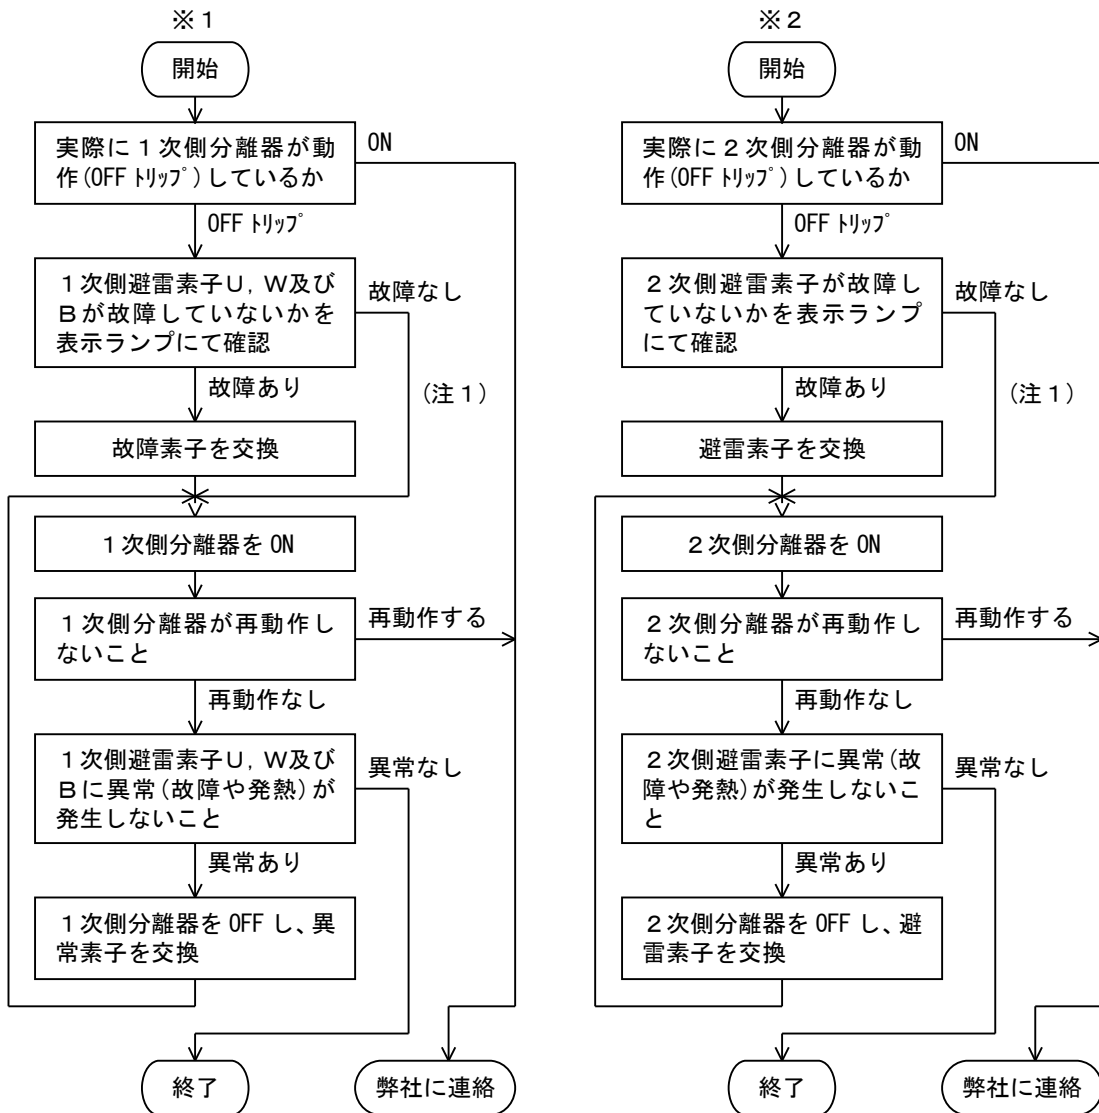 ※１
開始
実際に１次側分離器が動
作(OFF ﾄﾘｯﾌﾟ)しているか
ON
OFF ﾄﾘｯﾌﾟ
１次側避雷素子Ｕ，Ｗ及び
Ｂが故障していないかを
表示ランプにて確認
故障なし
故障あり
（注１）
故障素子を交換
１次側分離器を ON
１次側分離器が再動作し
ないこと
再動作する
再動作なし
１次側避雷素子Ｕ，Ｗ及び
Ｂに異常（故障や発熱）が
発生しないこと
異常なし
異常あり
１次側分離器を OFF し、異
常素子を交換
終了
弊社に連絡
※２
開始
実際に２次側分離器が動
作(OFF ﾄﾘｯﾌﾟ)しているか
ON
OFF ﾄﾘｯﾌﾟ
２次側避雷素子が故障し
ていないかを表示ランプ
にて確認
故障なし
故障あり
（注１）
避雷素子を交換
２次側分離器を ON
２次側分離器が再動作し
ないこと
再動作する
再動作なし
２次側避雷素子に異常（故
障や発熱）が発生しないこ
と
異常なし
異常あり
２次側分離器を OFF し、避
雷素子を交換
終了
弊社に連絡